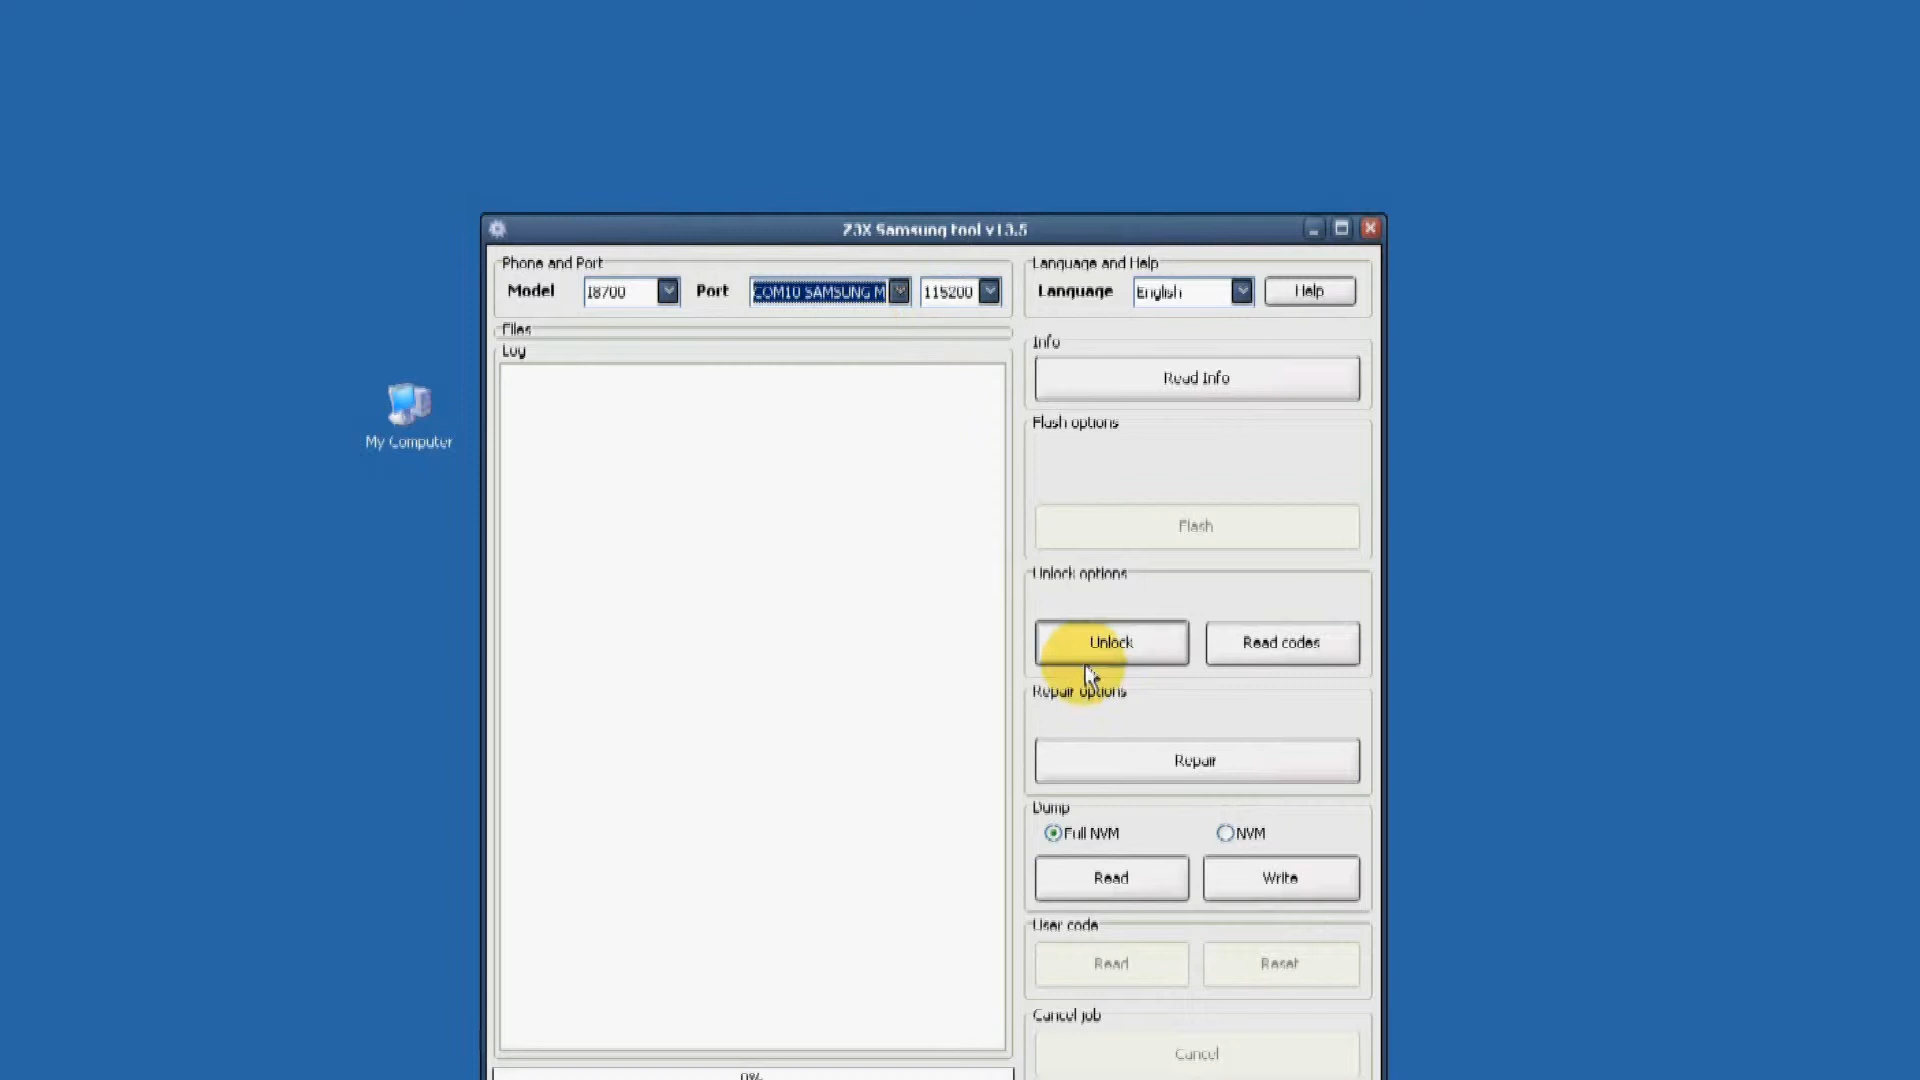 Z3X Samsung tool v13.5
Phone and Port
Model I8700 Port COM10 SAMSUNG M 115200
Language and Help
Language English Help
Files
Log
Info
Read Info
Flash options
Flash
Unlock options
Unlock Read codes
Repair options
Repair
Dump
Full NVM NVM
Read Write
User code
Read Reset
Cancel job
Cancel
0%
My Computer